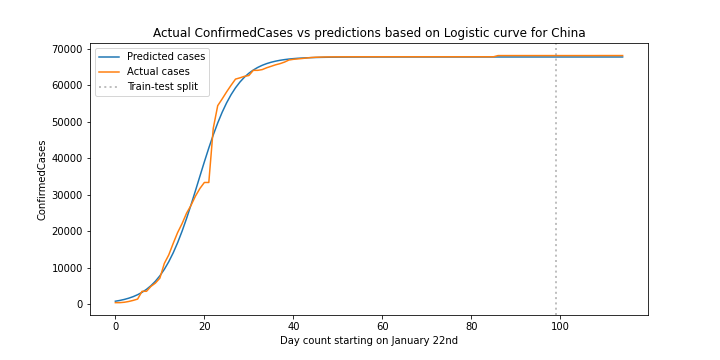 Actual ConfirmedCases vs predictions based on Logistic curve for China
70000
60000
50000
40000
30000
20000
10000
0
ConfirmedCases
Predicted cases
Actual cases
Train-test split
0 20 40 60 80 100
Day count starting on January 22nd